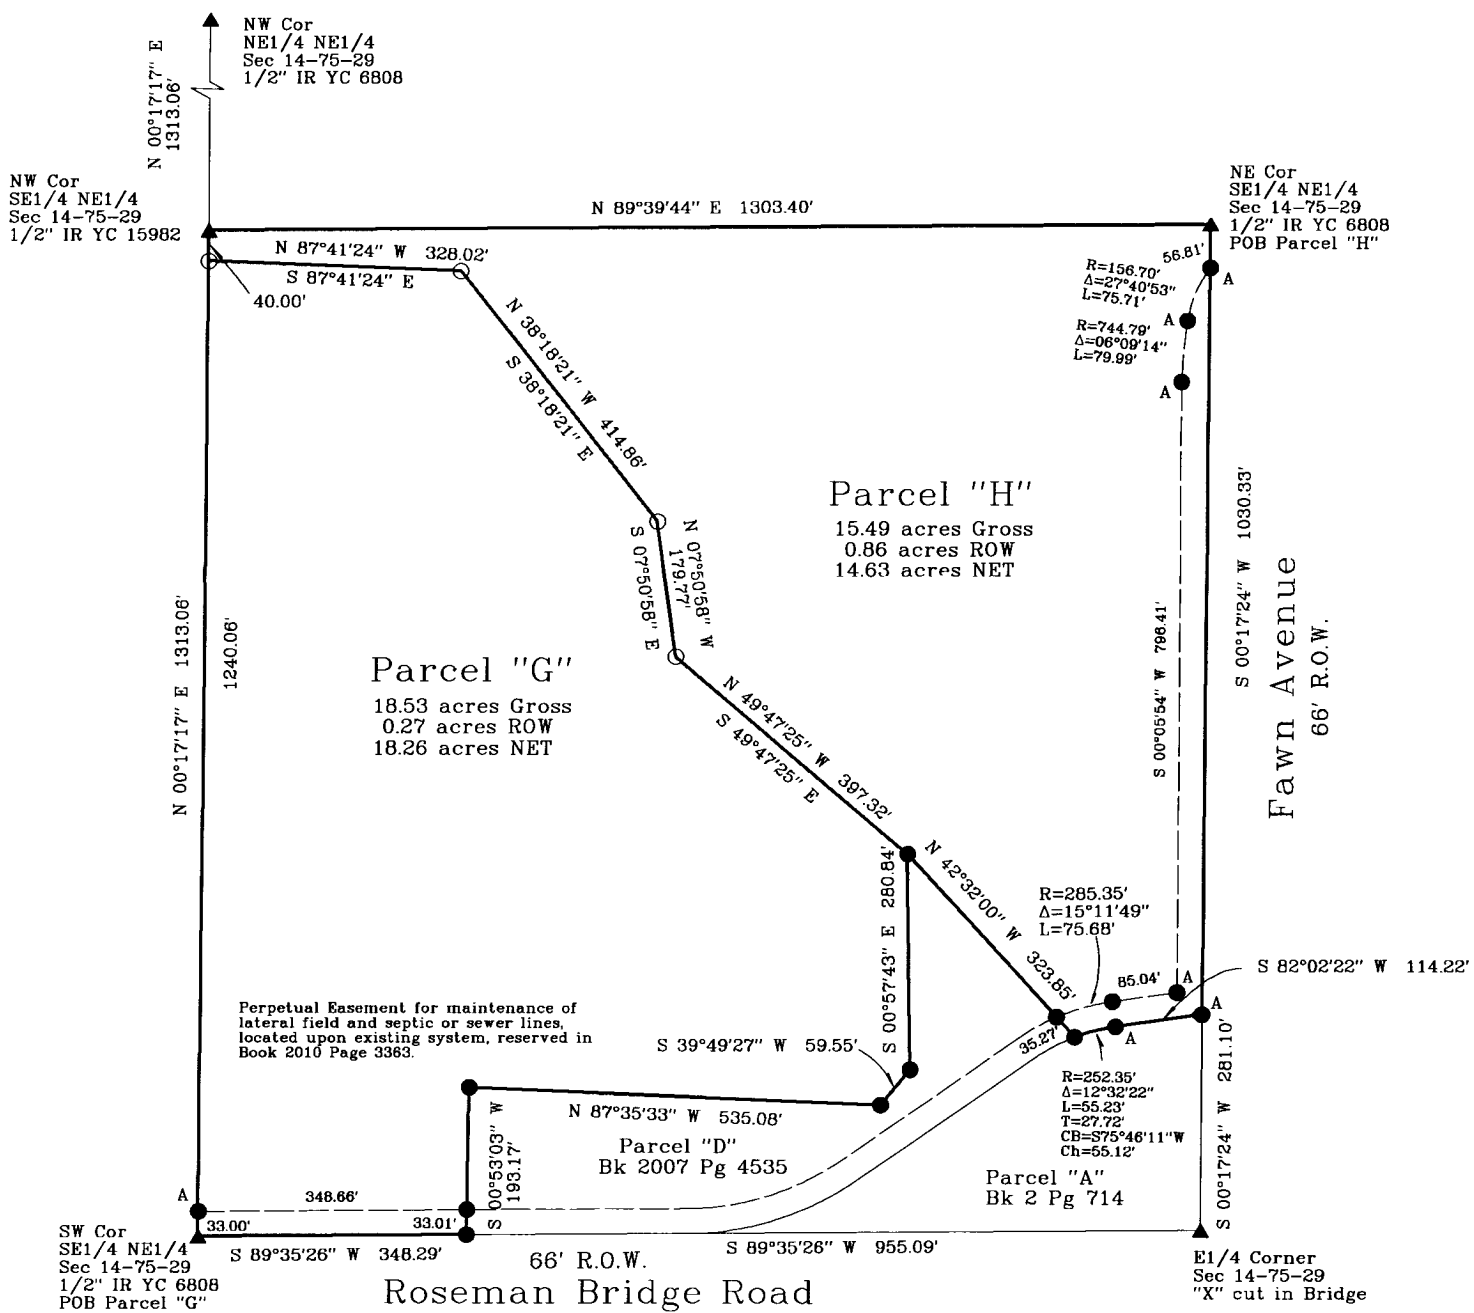 NW Cor
NE1/4 NE1/4
Sec 14-75-29
1/2" IR YC 6808
N 00°17'17" E
1313.06'
NW Cor
SE1/4 NE1/4
Sec 14-75-29
1/2" IR YC 15982
N 89°39'44" E 1303.40'
NE Cor
SE1/4 NE1/4
Sec 14-75-29
1/2" IR YC 6808
POB Parcel "H"
N 87°41'24" W 328.02'
S 87°41'24" E
40.00'
56.81'
A
R=156.70'
Δ=27°40'53"
L=75.71'
A
R=744.79'
Δ=06°09'14"
L=79.99'
A
N 38°18'21" W 414.86'
S 38°18'21" E
N 07°50'58" W
179.77'
S 07°50'58" E
Parcel "H"
15.49 acres Gross
0.86 acres ROW
14.63 acres NET
S 00°17'24" W 1030.33'
Fawn Avenue
66' R.O.W.
S 00°05'54" W 796.41'
N 00°17'17" E 1313.06'
1240.06'
Parcel "G"
18.53 acres Gross
0.27 acres ROW
18.26 acres NET
N 49°47'25" W 397.32'
S 49°47'25" E
S 00°57'43" E 280.84'
N 42°32'00" W 323.85'
R=285.35'
Δ=15°11'49"
L=75.68'
85.04'
A
S 82°02'22" W 114.22'
A
35.27'
A
Perpetual Easement for maintenance of
lateral field and septic or sewer lines,
located upon existing system, reserved in
Book 2010 Page 3363.
S 39°49'27" W 59.55'
R=252.35'
Δ=12°32'22"
L=55.23'
T=27.72'
CB=S75°46'11"W
Ch=55.12'
S 00°17'24" W 281.10'
N 87°35'33" W 535.08'
S 00°53'03" W
193.17'
Parcel "D"
Bk 2007 Pg 4535
Parcel "A"
Bk 2 Pg 714
A
348.66'
33.00'
33.01'
SW Cor
SE1/4 NE1/4
Sec 14-75-29
1/2" IR YC 6808
POB Parcel "G"
S 89°35'26" W 348.29'
66' R.O.W.
S 89°35'26" W 955.09'
Roseman Bridge Road
E1/4 Corner
Sec 14-75-29
"X" cut in Bridge